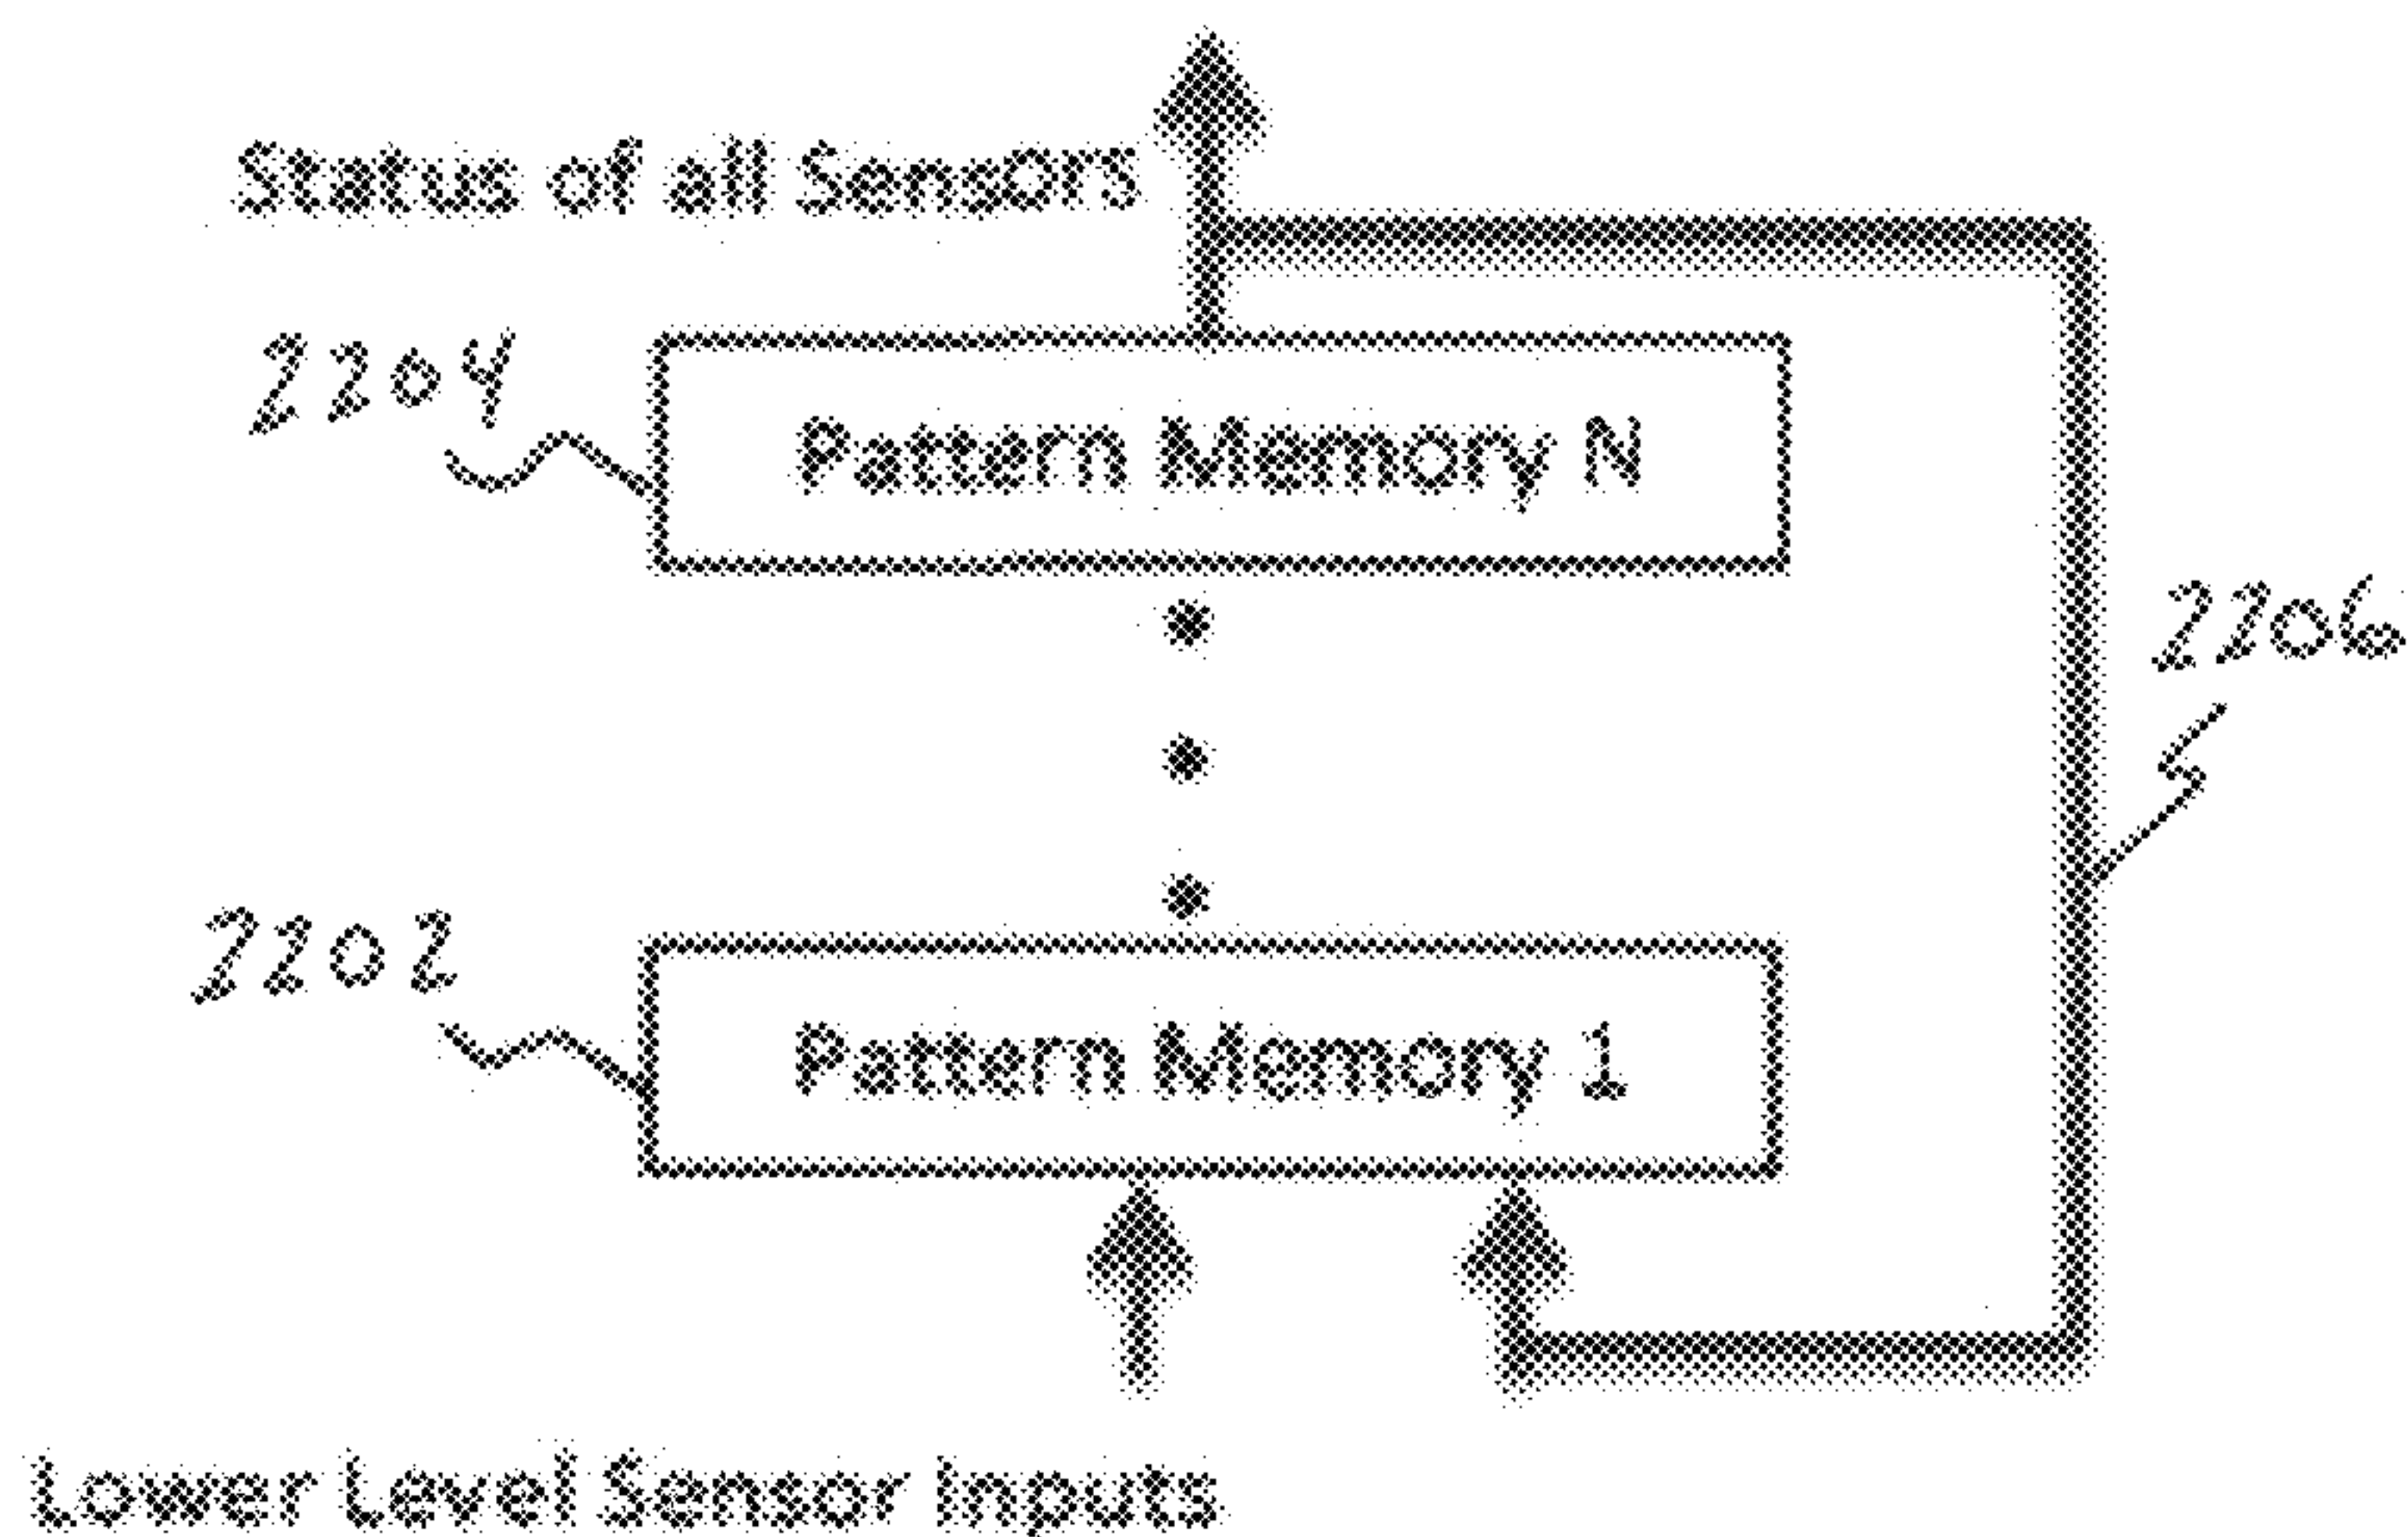 Status of all Sensors
2204
Pattern Memory N
2206
2202
Pattern Memory 1
Lower Level Sensor Inputs